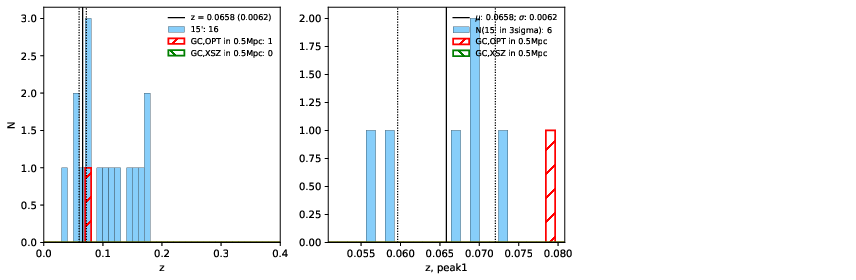 z = 0.0658 (0.0062)
15': 16
GC,OPT in 0.5Mpc: 1
GC,XSZ in 0.5Mpc: 0
N
3.0
2.5
2.0
1.5
1.0
0.5
0.0
0.0 0.1 0.2 0.3 0.4
z
μ: 0.0658; σ: 0.0062
N(15' in 3sigma): 6
GC,OPT in 0.5Mpc
GC,XSZ in 0.5Mpc
2.00
1.75
1.50
1.25
1.00
0.75
0.50
0.25
0.00
0.055 0.060 0.065 0.070 0.075 0.080
z, peak1